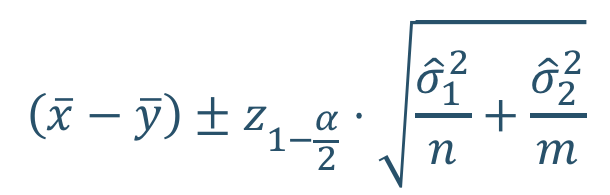 (x̄ − ȳ) ± z_{1−α/2} · √(σ̂₁²/n + σ̂₂²/m)